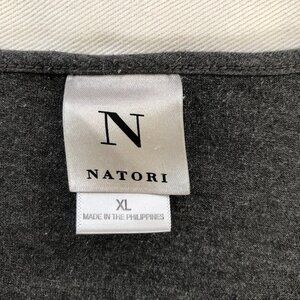 N
NATORI
XL
MADE IN THE PHILIPPINES